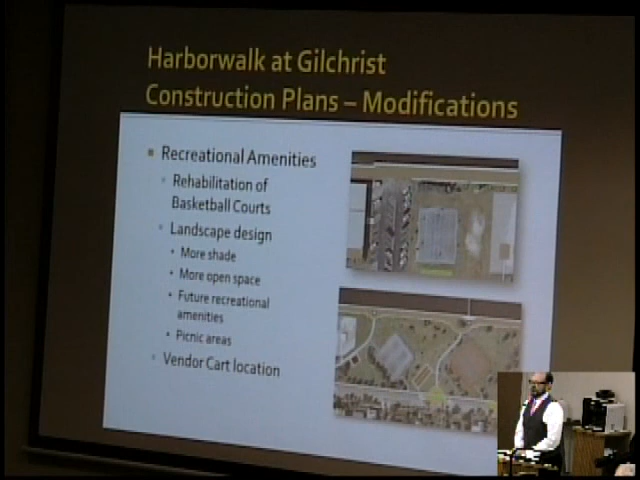 Harborwalk at Gilchrist
Construction Plans – Modifications
Recreational Amenities
Rehabilitation of
Basketball Courts
Landscape design
More shade
More open space
Future recreational
amenities
Picnic areas
Vendor Cart location